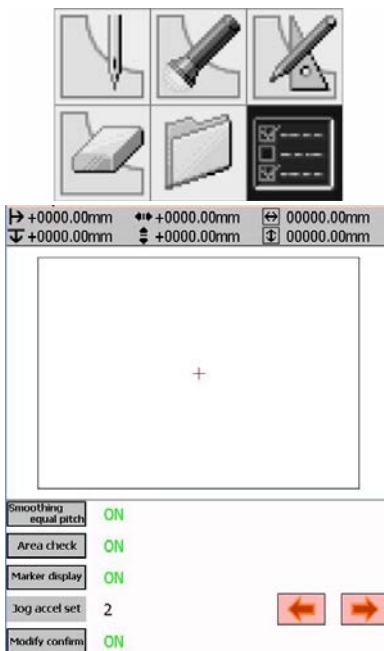 +0000.00mm +0000.00mm 00000.00mm
+0000.00mm +0000.00mm 00000.00mm
Smoothing
equal pitch ON
Area check ON
Marker display ON
Jog accel set 2
Modify confirm ON